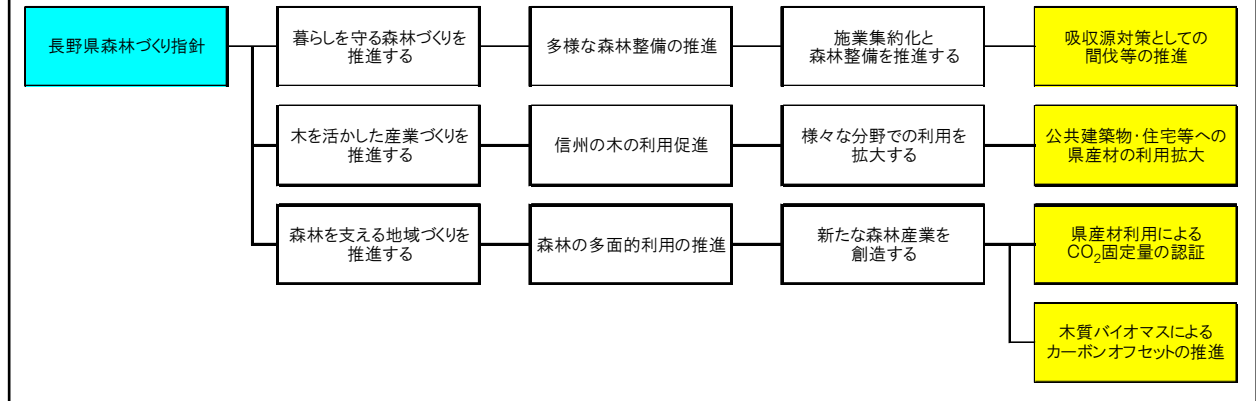 長野県森林づくり指針
暮らしを守る森林づくりを
推進する
多様な森林整備の推進
施業集約化と
森林整備を推進する
吸収源対策としての
間伐等の推進
木を活かした産業づくりを
推進する
信州の木の利用促進
様々な分野での利用を
拡大する
公共建築物・住宅等への
県産材の利用拡大
森林を支える地域づくりを
推進する
森林の多面的利用の推進
新たな森林産業を
創造する
県産材利用による
CO₂固定量の認証
木質バイオマスによる
カーボンオフセットの推進